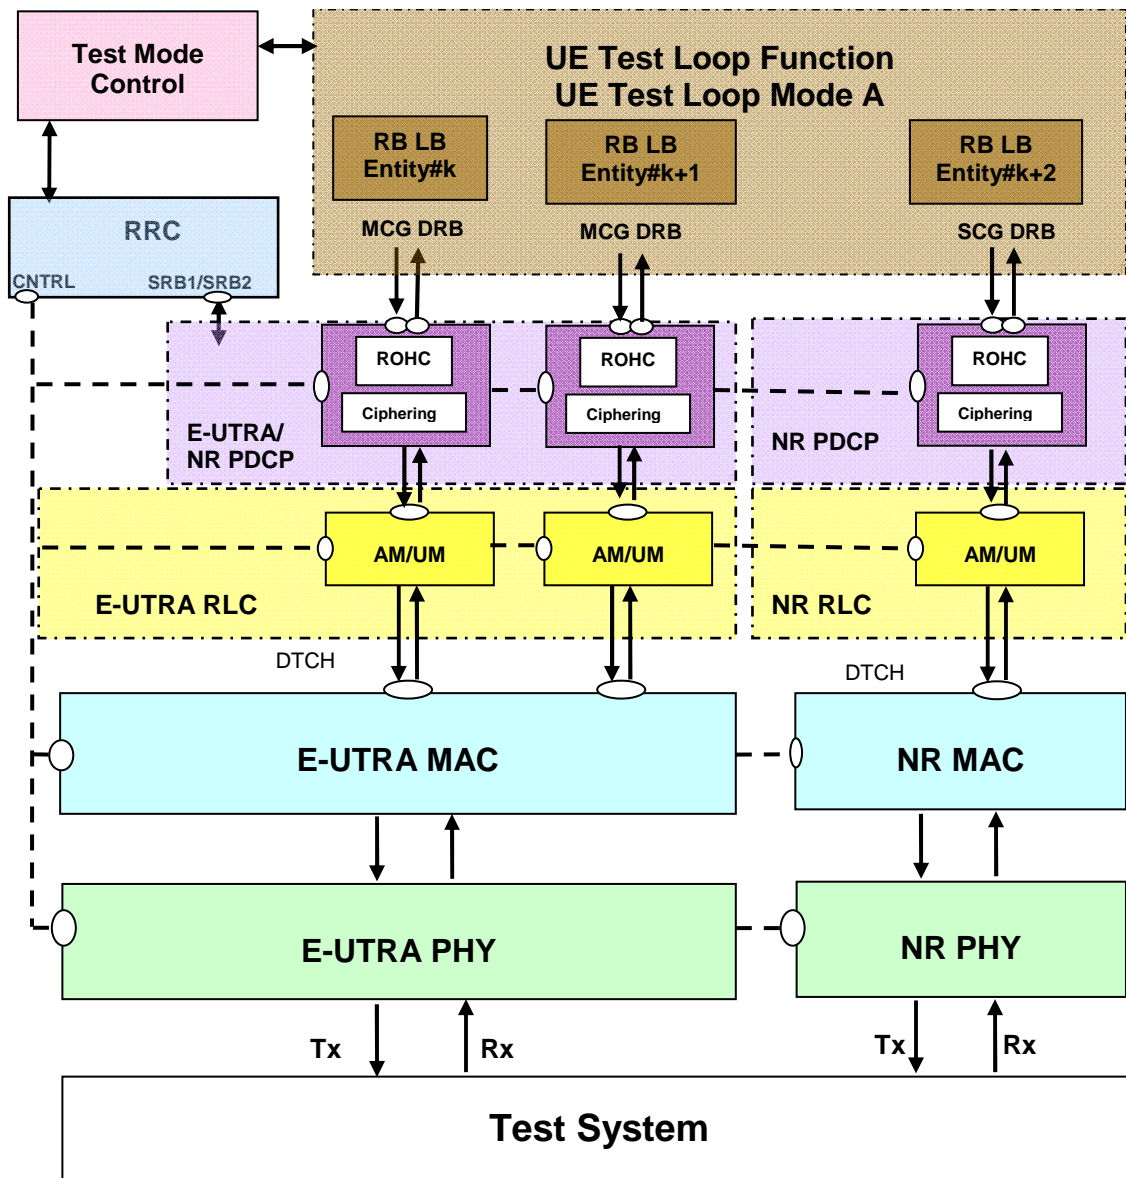 Test Mode
Control
UE Test Loop Function
UE Test Loop Mode A
RB LB
Entity#k
RB LB
Entity#k+1
RB LB
Entity#k+2
MCG DRB
MCG DRB
SCG DRB
RRC
CNTRL
SRB1/SRB2
ROHC
Ciphering
ROHC
Ciphering
ROHC
Ciphering
E-UTRA/
NR PDCP
NR PDCP
AM/UM
AM/UM
AM/UM
E-UTRA RLC
NR RLC
DTCH
DTCH
E-UTRA MAC
NR MAC
E-UTRA PHY
NR PHY
Tx
Rx
Tx
Rx
Test System